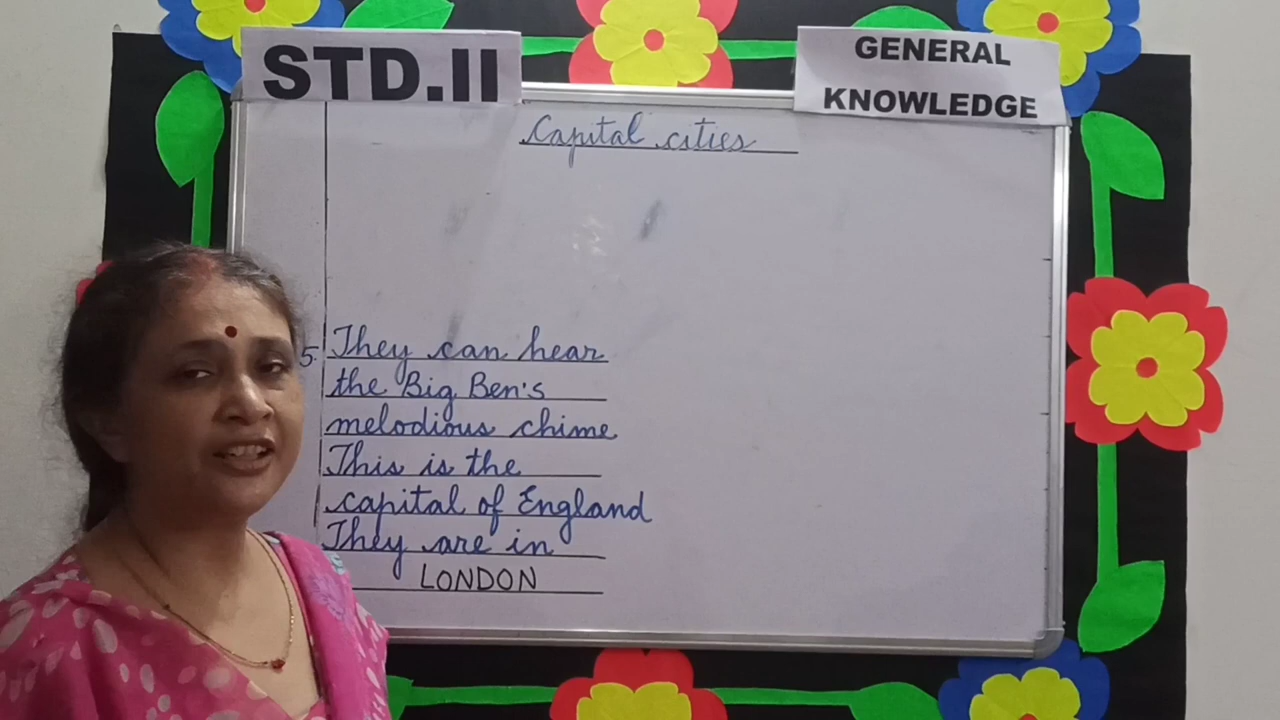 STD.II
GENERAL
KNOWLEDGE
Capital cities
5. They can hear
the Big Ben's
melodious chime
This is the
capital of England
They are in
LONDON